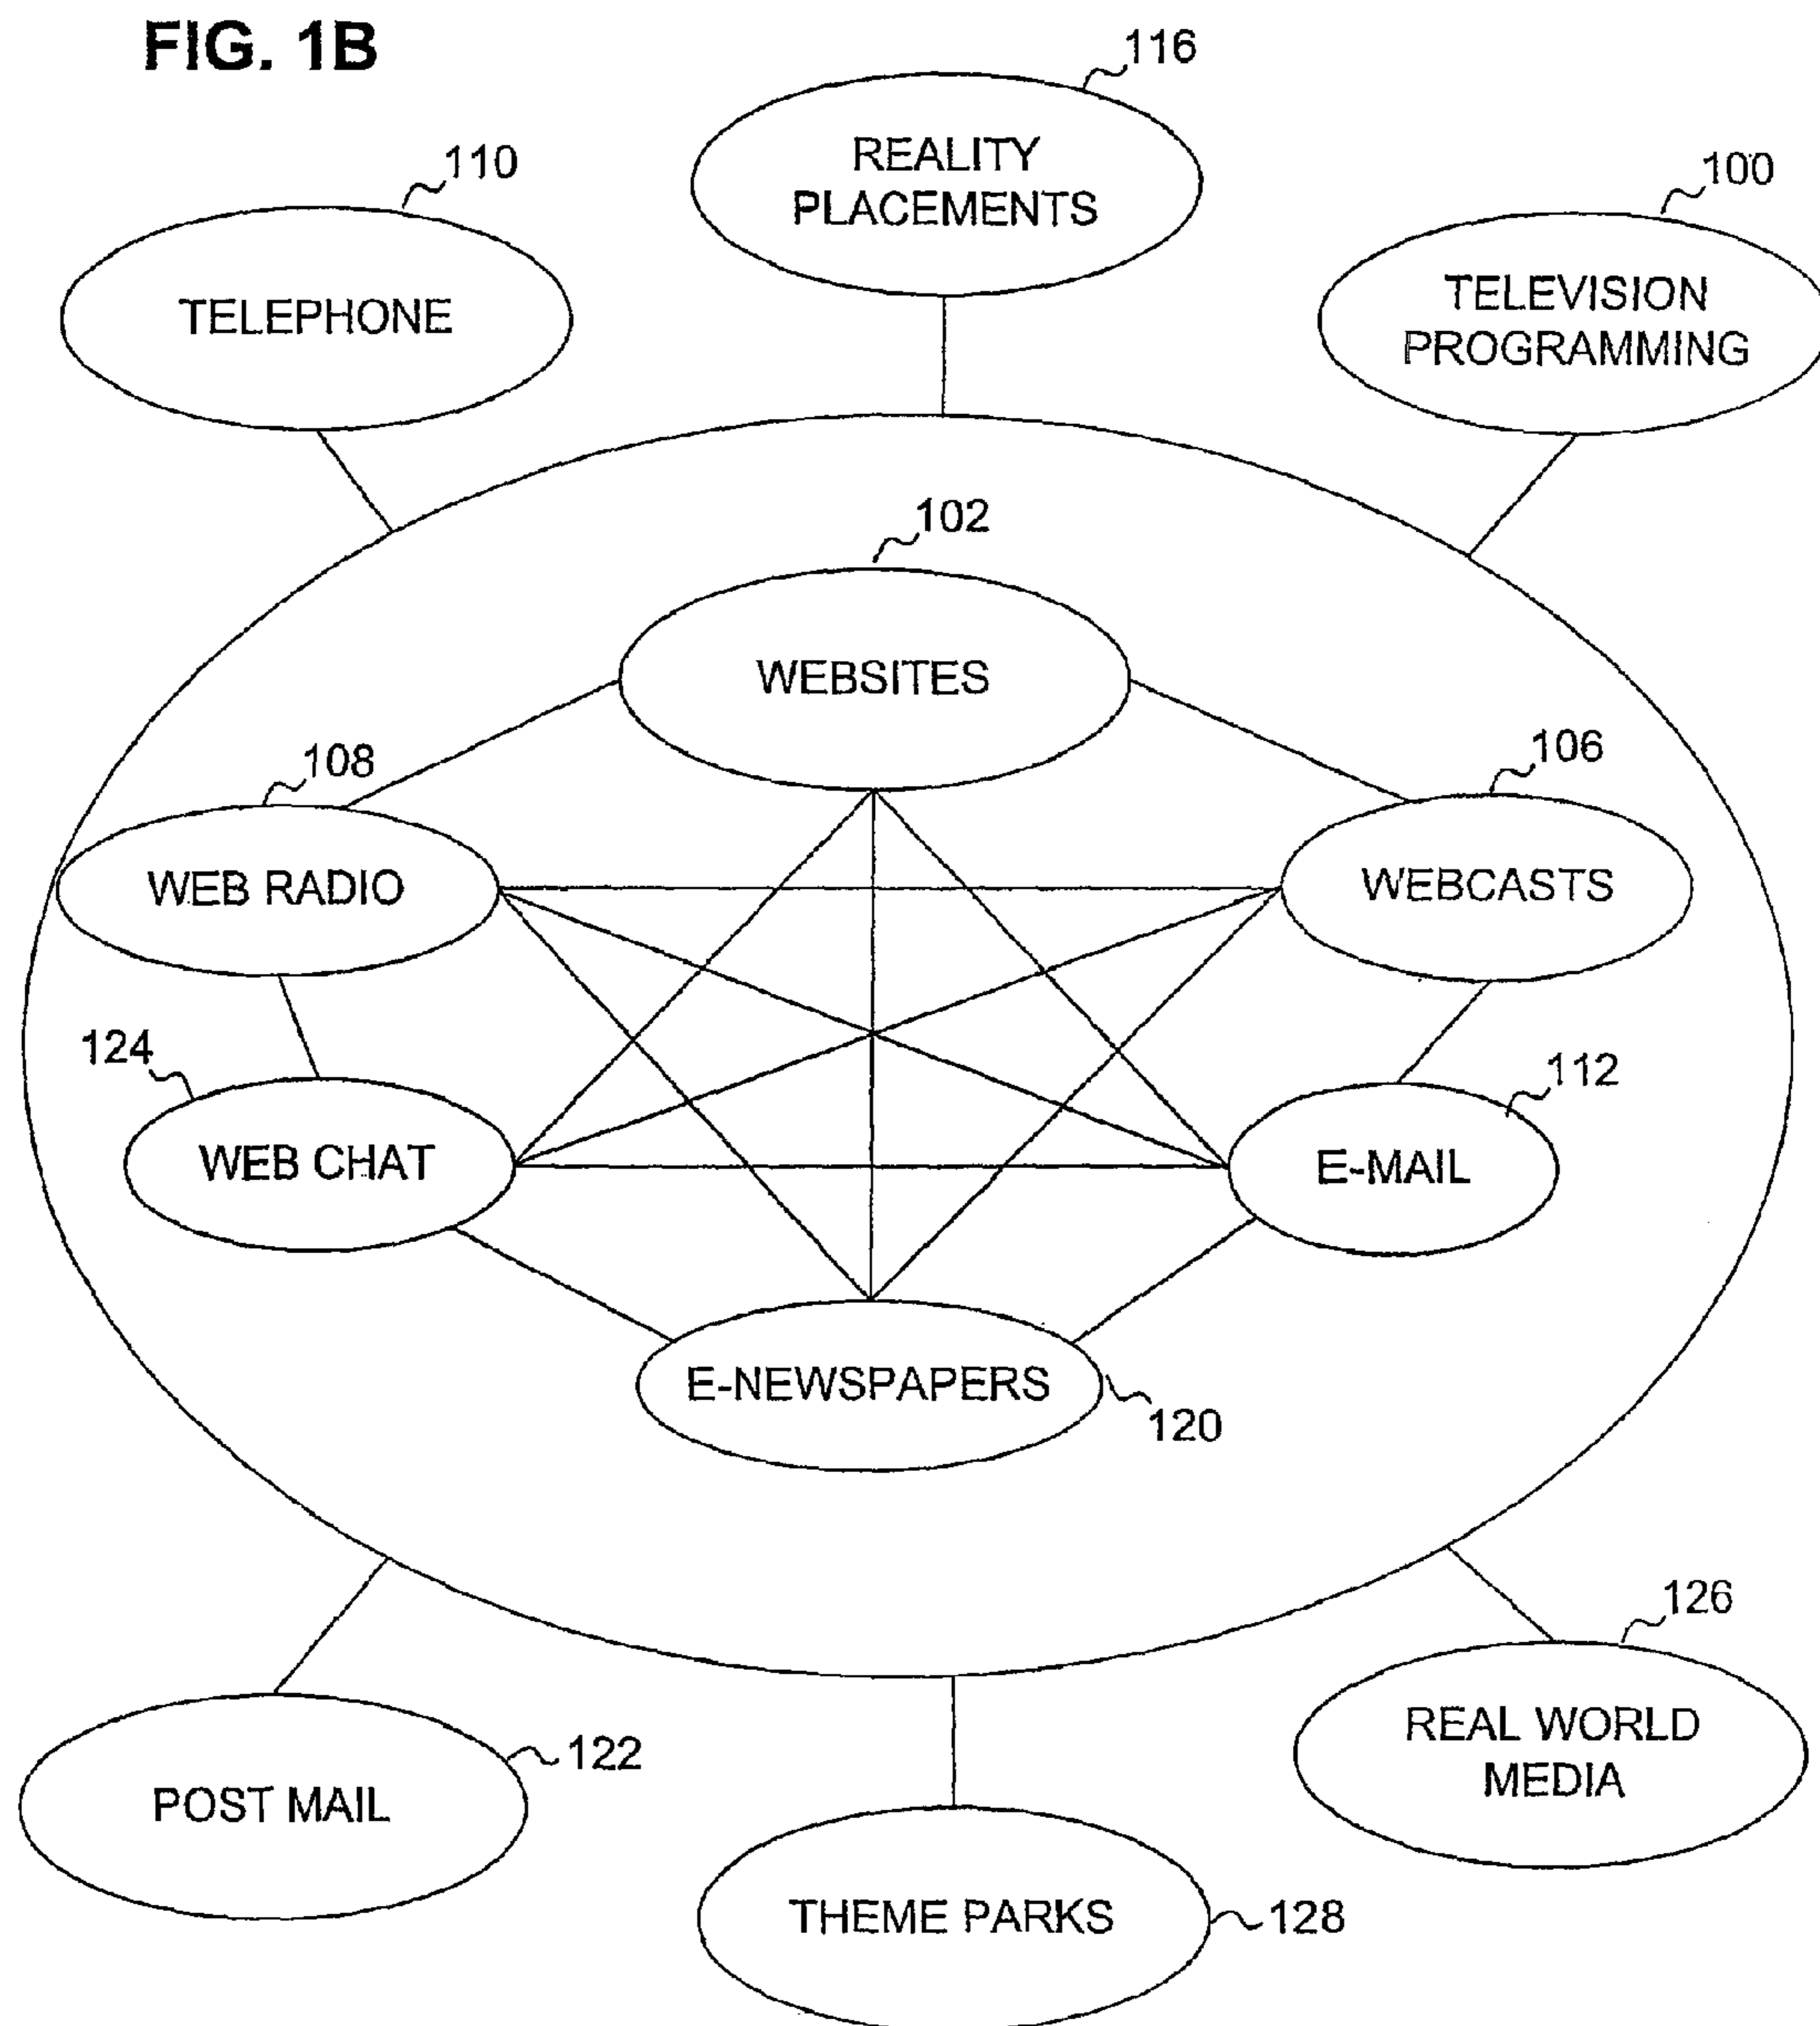 FIG. 1B
116
REALITY
PLACEMENTS
110
TELEPHONE
100
TELEVISION
PROGRAMMING
102
WEBSITES
108
WEB RADIO
106
WEBCASTS
124
WEB CHAT
112
E-MAIL
E-NEWSPAPERS
120
126
REAL WORLD
MEDIA
122
POST MAIL
THEME PARKS
128